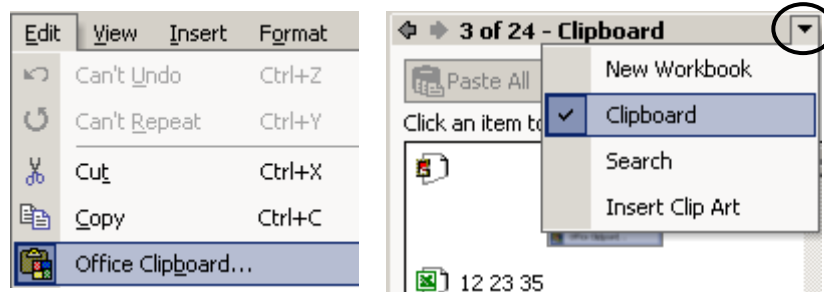 Edit View Insert Format
Can't Undo Ctrl+Z
Can't Repeat Ctrl+Y
Cut Ctrl+X
Copy Ctrl+C
Office Clipboard...
3 of 24 - Clipboard
New Workbook
Paste All
Clipboard
Click an item to
Search
Insert Clip Art
12 23 35